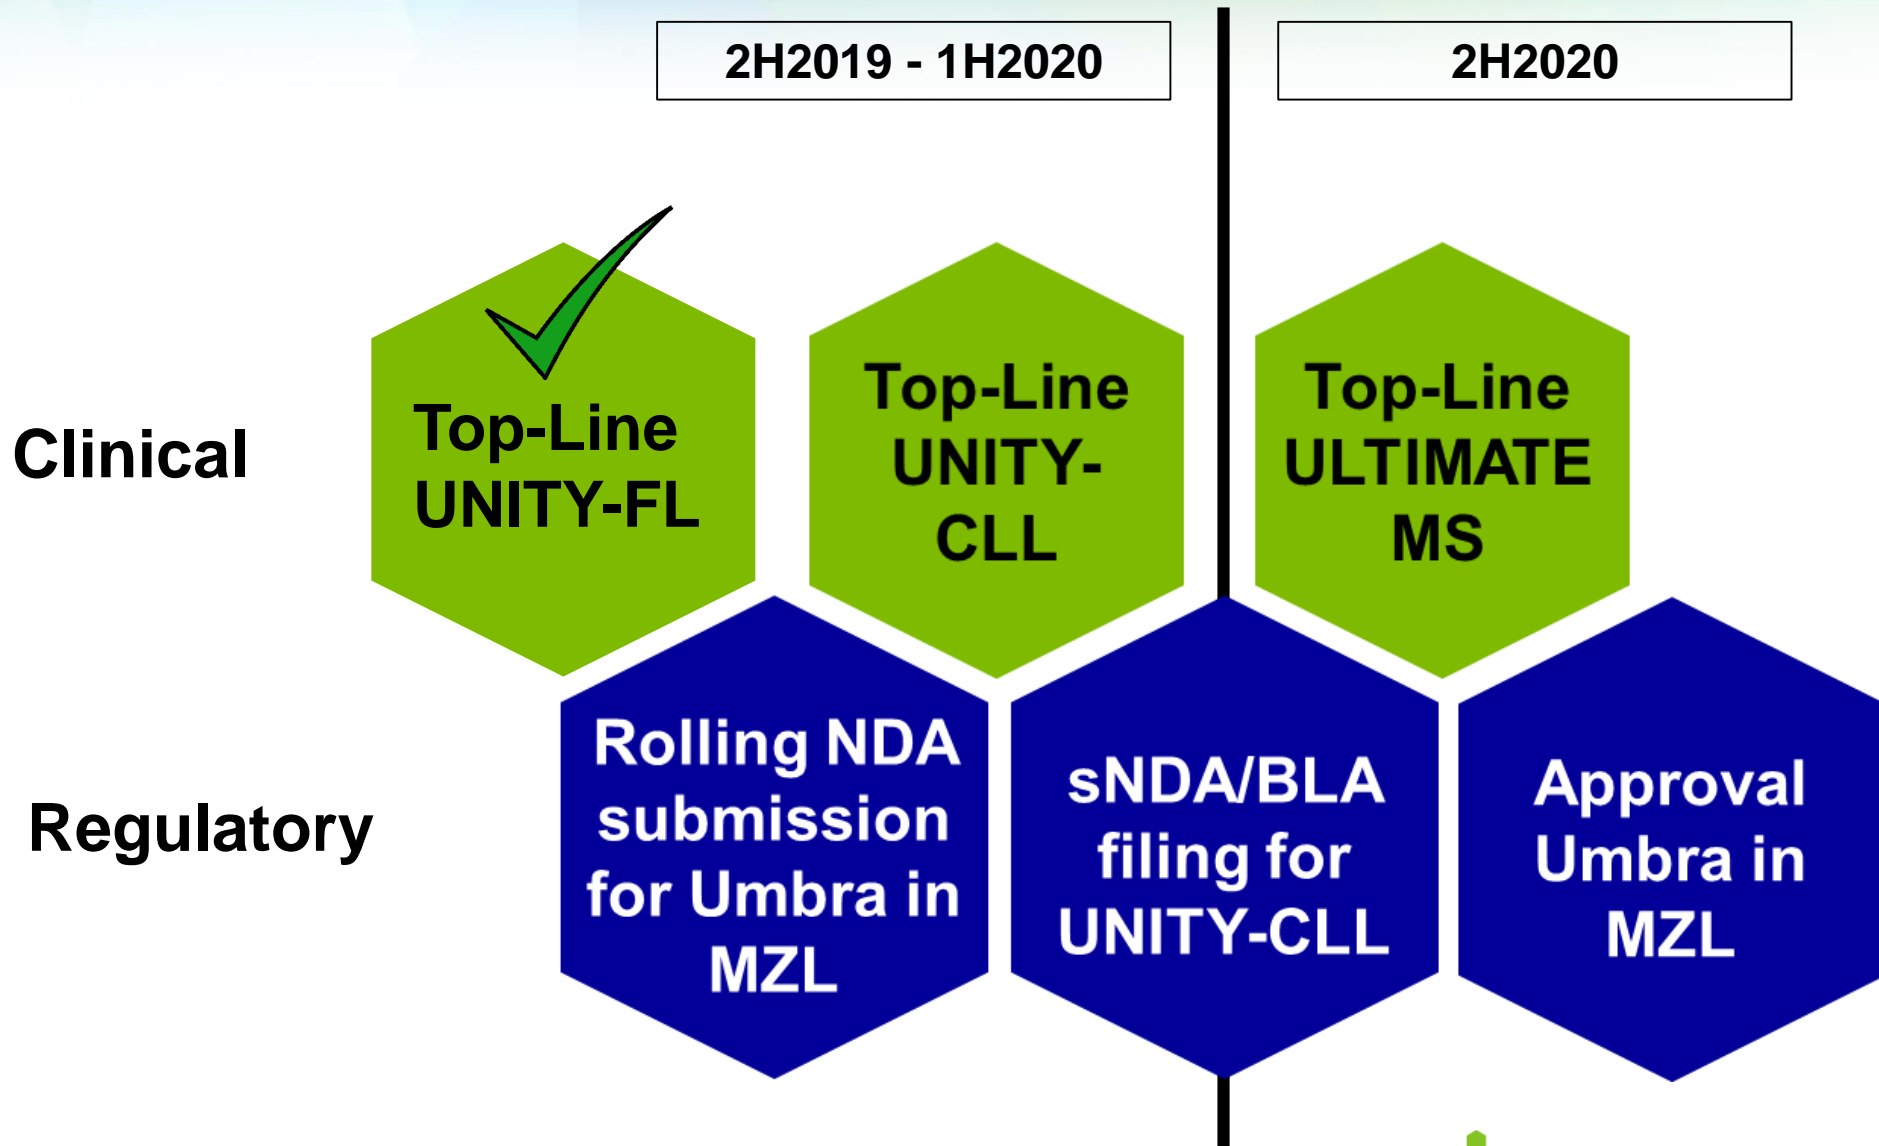 2H2019 - 1H2020
2H2020
Clinical
Top-Line
UNITY-FL
Top-Line
UNITY-
CLL
Top-Line
ULTIMATE
MS
Regulatory
Rolling NDA
submission
for Umbra in
MZL
sNDA/BLA
filing for
UNITY-CLL
Approval
Umbra in
MZL